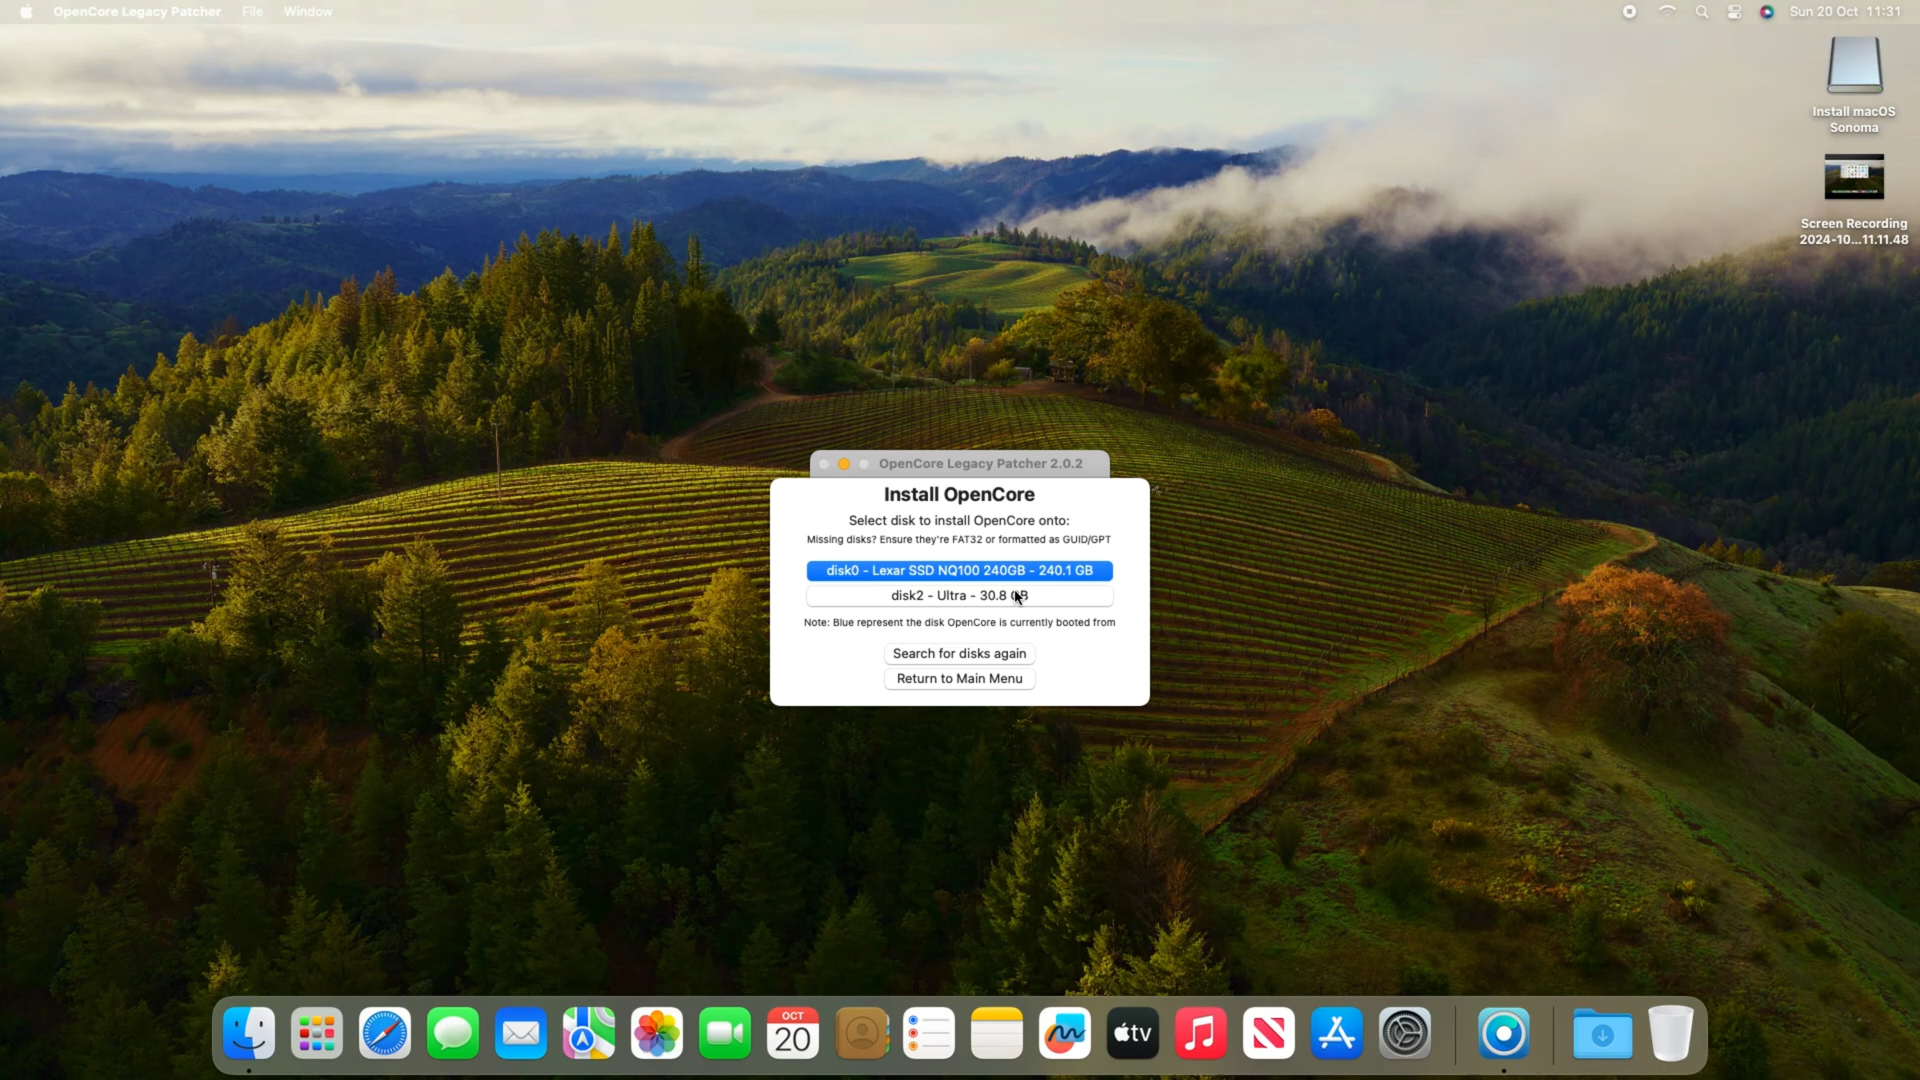 OpenCore Legacy Patcher File Window
Sun 20 Oct 11:31
Install macOS
Sonoma
Screen Recording
2024-10...11.11.48
OpenCore Legacy Patcher 2.0.2
Install OpenCore
Select disk to install OpenCore onto:
Missing disks? Ensure they're FAT32 or formatted as GUID/GPT
disk0 - Lexar SSD NQ100 240GB - 240.1 GB
disk2 - Ultra - 30.8 GB
Note: Blue represent the disk OpenCore is currently booted from
Search for disks again
Return to Main Menu
OCT
20
tv